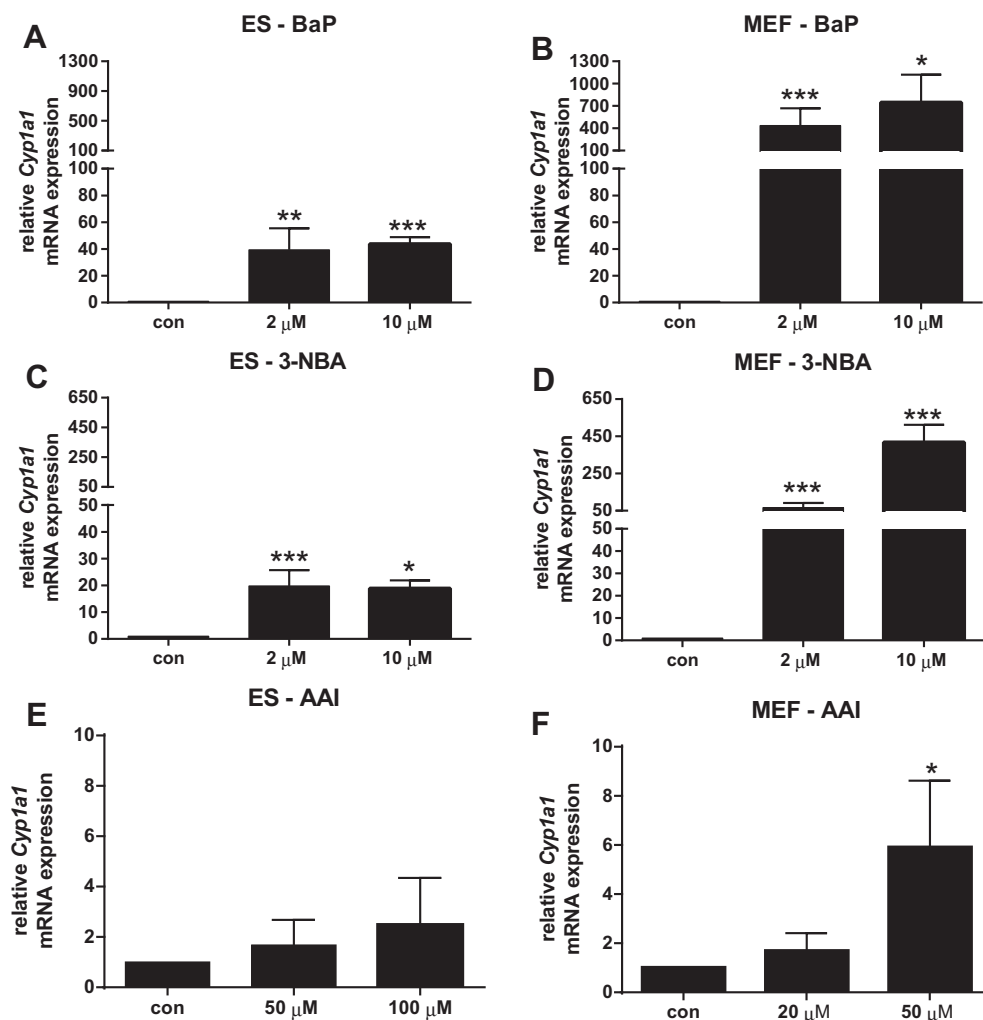 A
ES - BaP
relative Cyp1a1
mRNA expression
1300
900
500
100
100
80
60
40
20
0
**
***
con
2 μM
10 μM
B
MEF - BaP
relative Cyp1a1
mRNA expression
1300
1000
700
400
100
100
80
60
40
20
0
***
*
con
2 μM
10 μM
C
ES - 3-NBA
relative Cyp1a1
mRNA expression
650
450
250
50
50
40
30
20
10
0
***
*
con
2 μM
10 μM
D
MEF - 3-NBA
relative Cyp1a1
mRNA expression
650
450
250
50
50
40
30
20
10
0
***
***
con
2 μM
10 μM
E
ES - AAI
relative Cyp1a1
mRNA expression
10
8
6
4
2
0
con
50 μM
100 μM
F
MEF - AAI
relative Cyp1a1
mRNA expression
10
8
6
4
2
0
*
con
20 μM
50 μM